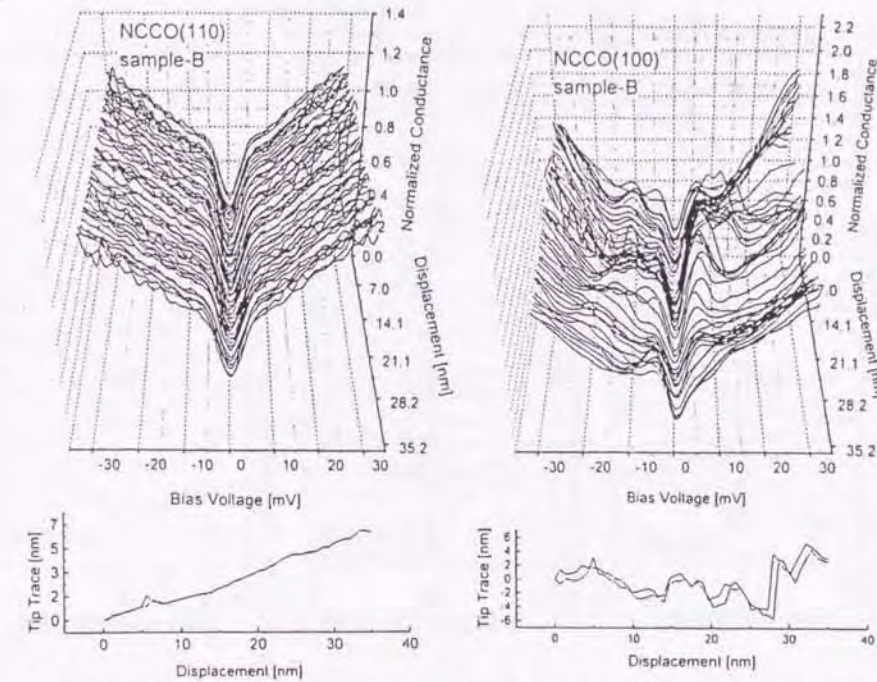 NCCO(110)
sample-B
1.4
1.2
1.0
0.8
0.6
0.4
0.0
7.0
14.1
21.1
28.2
35.2
Normalized Conductance
Displacement [nm]
-30 -20 -10 0 10 20 30
Bias Voltage [mV]
7
5
3
2
0
Tip Trace [nm]
0 10 20 30 40
Displacement [nm]
NCCO(100)
sample-B
2.2
2.0
1.8
1.6
1.4
1.2
1.0
0.8
0.6
0.4
0.2
0.0
7.0
14.1
21.1
28.2
35.2
Normalized Conductance
Displacement [nm]
-30 -20 -10 0 10 20 30
Bias Voltage [mV]
6
4
2
0
-2
-4
-6
Tip Trace [nm]
0 10 20 30 40
Displacement [nm]